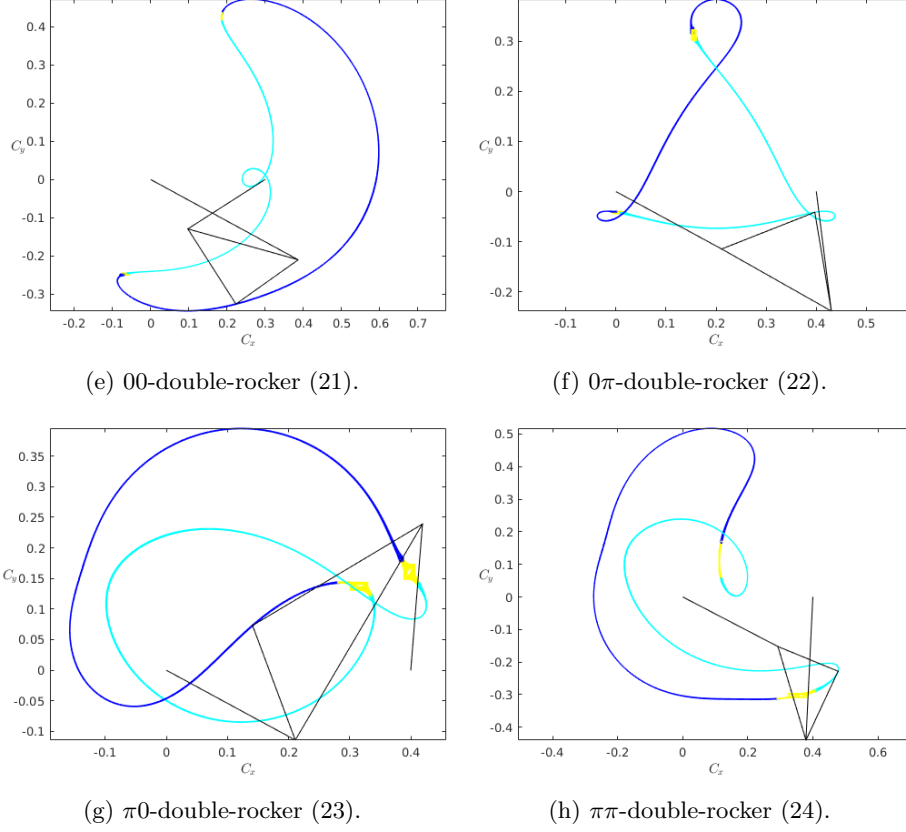 0.4
0.3
0.2
0.1
C_y
0
-0.1
-0.2
-0.3
-0.2 -0.1 0 0.1 0.2 0.3 0.4 0.5 0.6 0.7
C_x
(e) 00-double-rocker (21).
0.3
0.2
0.1
C_y
0
-0.1
-0.2
-0.1 0 0.1 0.2 0.3 0.4 0.5
C_x
(f) 0π-double-rocker (22).
0.35
0.3
0.25
0.2
C_y
0.15
0.1
0.05
0
-0.05
-0.1
-0.1 0 0.1 0.2 0.3 0.4
C_x
(g) π0-double-rocker (23).
0.5
0.4
0.3
0.2
0.1
C_y
0
-0.1
-0.2
-0.3
-0.4
-0.4 -0.2 0 0.2 0.4 0.6
C_x
(h) ππ-double-rocker (24).